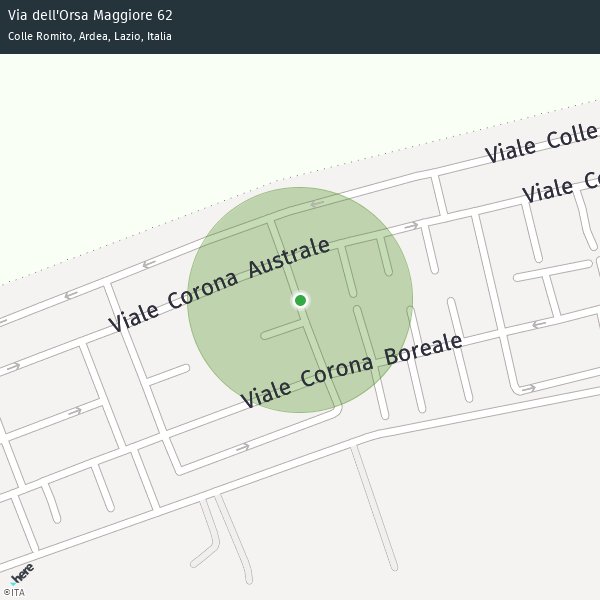 Via dell'Orsa Maggiore 62
Colle Romito, Ardea, Lazio, Italia
Viale Colle
Viale Co
Viale Corona Australe
Viale Corona Boreale
here
©ITA